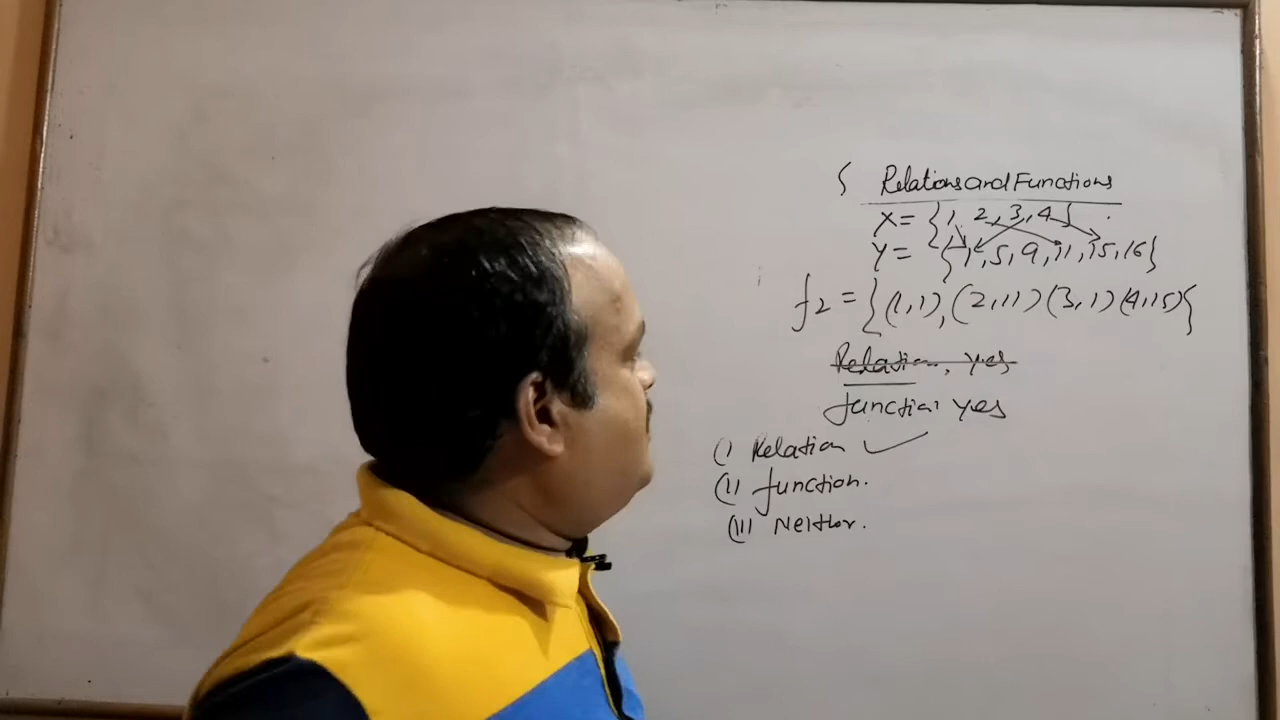 Relations and Functions
X = {1, 2, 3, 4}
Y = {1, 5, 9, 11, 15, 16}
f2 = {(1,1), (2,11) (3,1) (4,15)}
Relation, yes
function yes
(i) Relation ✓
(ii) function.
(iii) Neither.